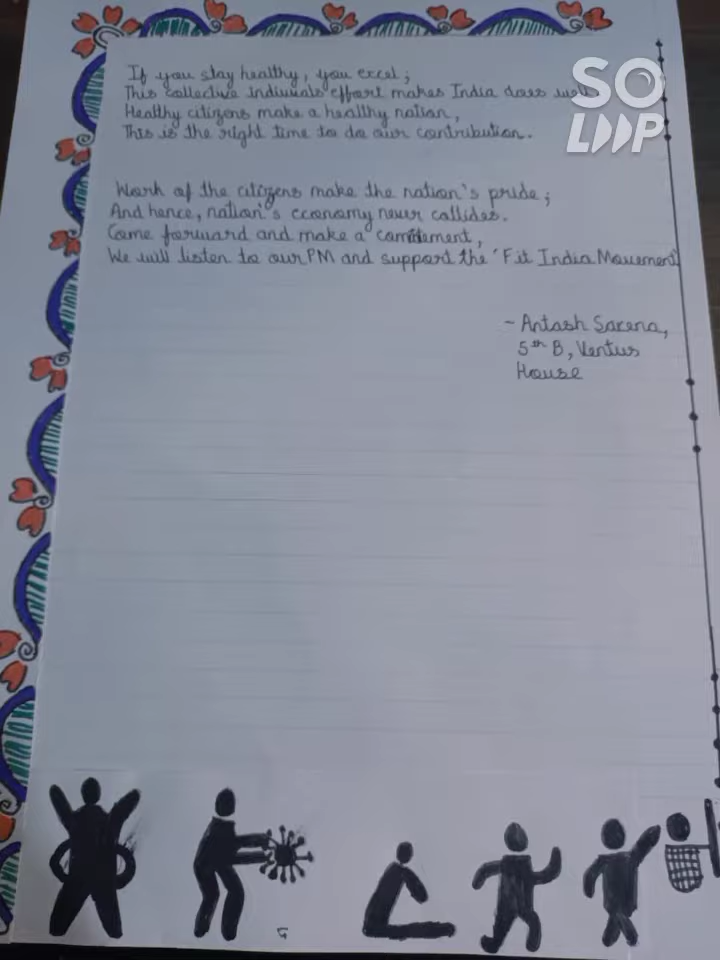 If you stay healthy, you excel;
This collective indiviuals effort makes India does well.
Healthy citizens make a healthy nation,
This is the right time to do our contribution.
Work of the citizens make the nation's pride;
And hence, nation's economy never collides.
Come forward and make a comitement,
We will listen to our PM and support the 'Fit India Movement'
- Antash Saxena,
5th B, Ventus
House
SO
LOOP